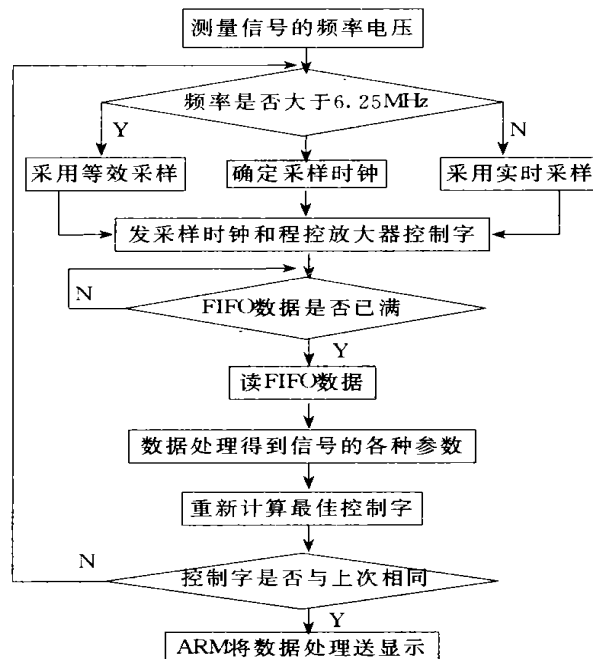 测量信号的频率电压
频率是否大于6.25MHz
Y
N
采用等效采样
确定采样时钟
采用实时采样
发采样时钟和程控放大器控制字
N
FIFO数据是否已满
Y
读FIFO数据
数据处理得到信号的各种参数
重新计算最佳控制字
N
控制字是否与上次相同
Y
ARM将数据处理送显示